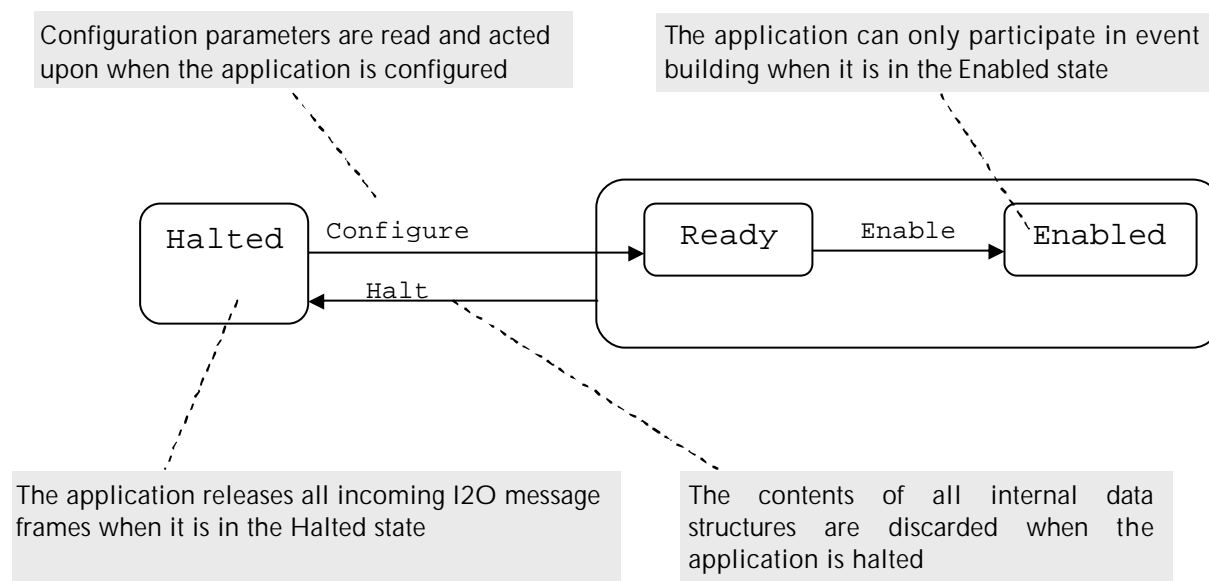 Configuration parameters are read and acted
upon when the application is configured
The application can only participate in event
building when it is in the Enabled state
Halted
Configure
Ready
Enable
Enabled
Halt
The application releases all incoming I2O message
frames when it is in the Halted state
The contents of all internal data
structures are discarded when the
application is halted